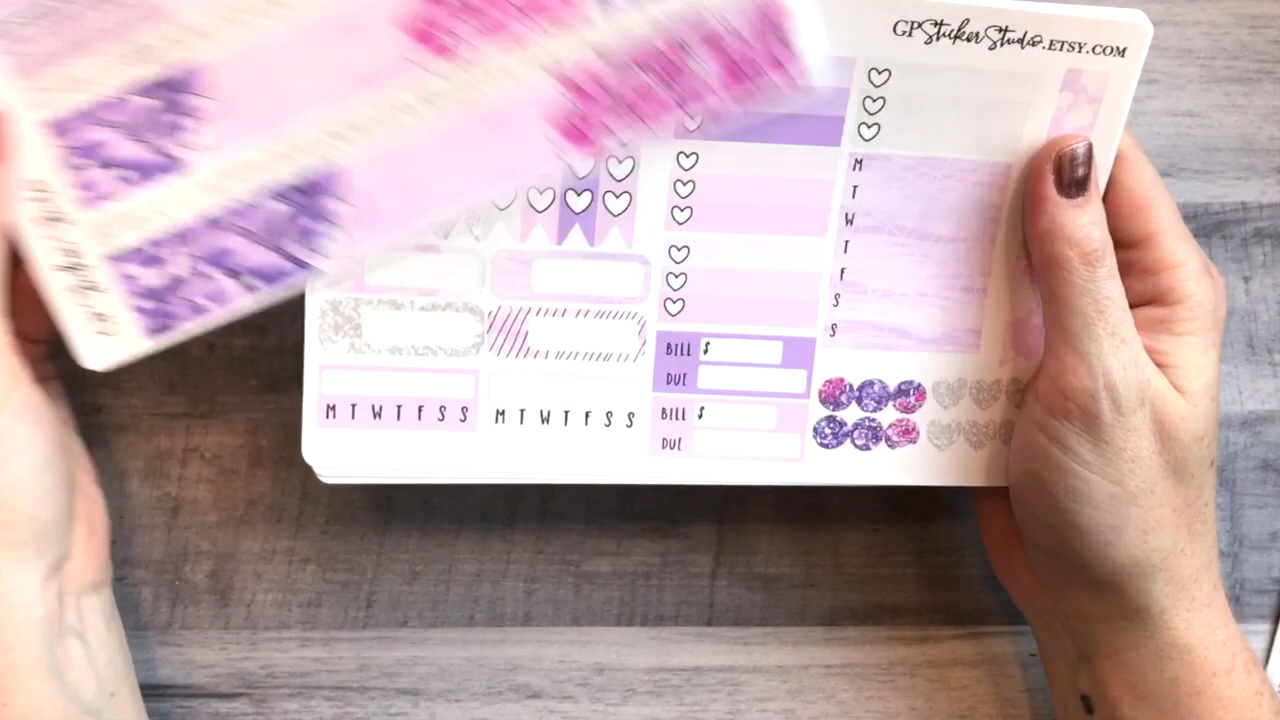 GPStickerStudio.ETSY.COM
M
T
W
T
F
S
S
BILL $
DUE
BILL $
DUE
M T W T F S S
M T W T F S S